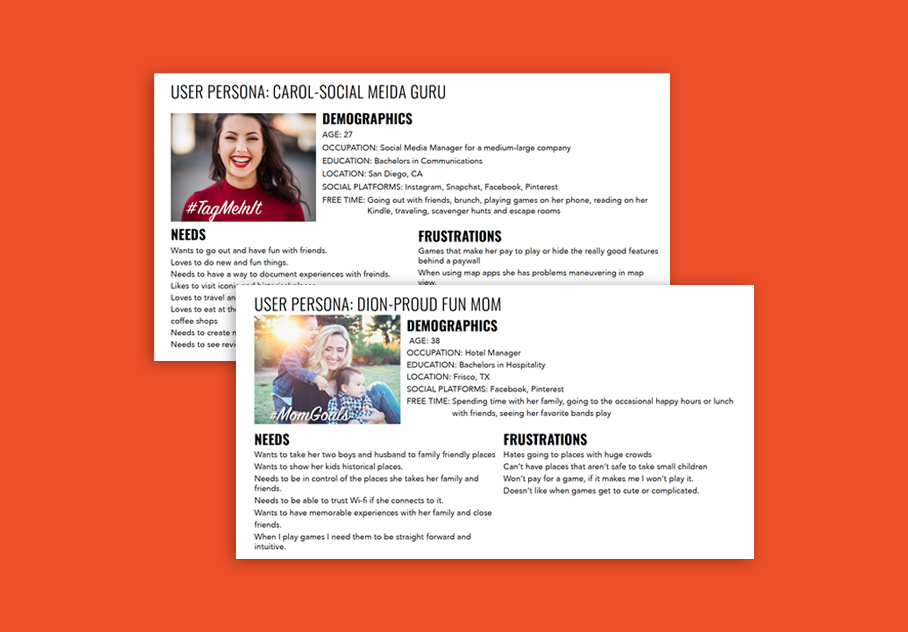 USER PERSONA: CAROL-SOCIAL MEIDA GURU
#TagMeInIt
DEMOGRAPHICS
AGE: 27
OCCUPATION: Social Media Manager for a medium-large company
EDUCATION: Bachelors in Communications
LOCATION: San Diego, CA
SOCIAL PLATFORMS: Instagram, Snapchat, Facebook, Pinterest
FREE TIME: Going out with friends, brunch, playing games on her phone, reading on her
Kindle, traveling, scavenger hunts and escape rooms
NEEDS
Wants to go out and have fun with friends.
Loves to do new and fun things.
Needs to have a way to document experiences with freinds.
Likes to visit iconic and historical places
Loves to travel an
Loves to eat at the
coffee shops
Needs to create m
Needs to see revi
FRUSTRATIONS
Games that make her pay to play or hide the really good features
behind a paywall
When using map apps she has problems maneuvering in map
view.
USER PERSONA: DION-PROUD FUN MOM
#MomGoals
DEMOGRAPHICS
AGE: 38
OCCUPATION: Hotel Manager
EDUCATION: Bachelors in Hospitality
LOCATION: Frisco, TX
SOCIAL PLATFORMS: Facebook, Pinterest
FREE TIME: Spending time with her family, going to the occasional happy hours or lunch
with friends, seeing her favorite bands play
NEEDS
Wants to take her two boys and husband to family friendly places
Wants to show her kids historical places.
Needs to be in control of the places she takes her family and
friends.
Needs to be able to trust Wi-fi if she connects to it.
Wants to have memorable experiences with her family and close
friends.
When I play games I need them to be straight forward and
intuitive.
FRUSTRATIONS
Hates going to places with huge crowds
Can't have places that aren't safe to take small children
Won't pay for a game, if it makes me I won't play it.
Doesn't like when games get to cute or complicated.